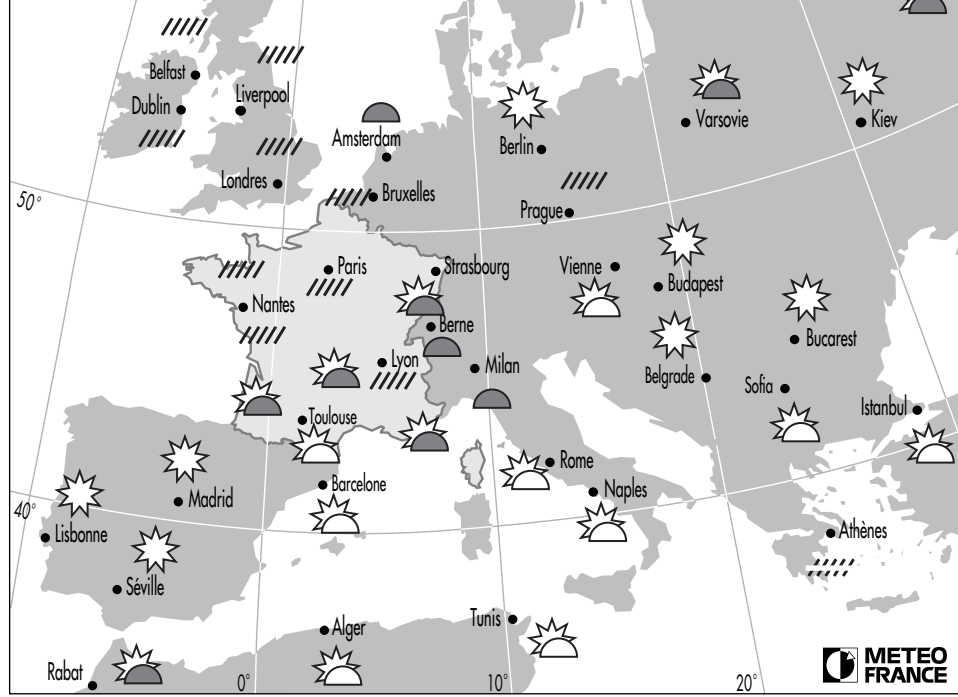 Belfast
Dublin
Liverpool
Londres
Amsterdam
Bruxelles
Berlin
Varsovie
Kiev
Prague
50°
Paris
Strasbourg
Nantes
Vienne
Budapest
Berne
Lyon
Milan
Belgrade
Bucarest
Sofia
Istanbul
Toulouse
Barcelone
Rome
Naples
Madrid
40°
Lisbonne
Athènes
Séville
Alger
Tunis
Rabat
0°
10°
20°
METEO
FRANCE